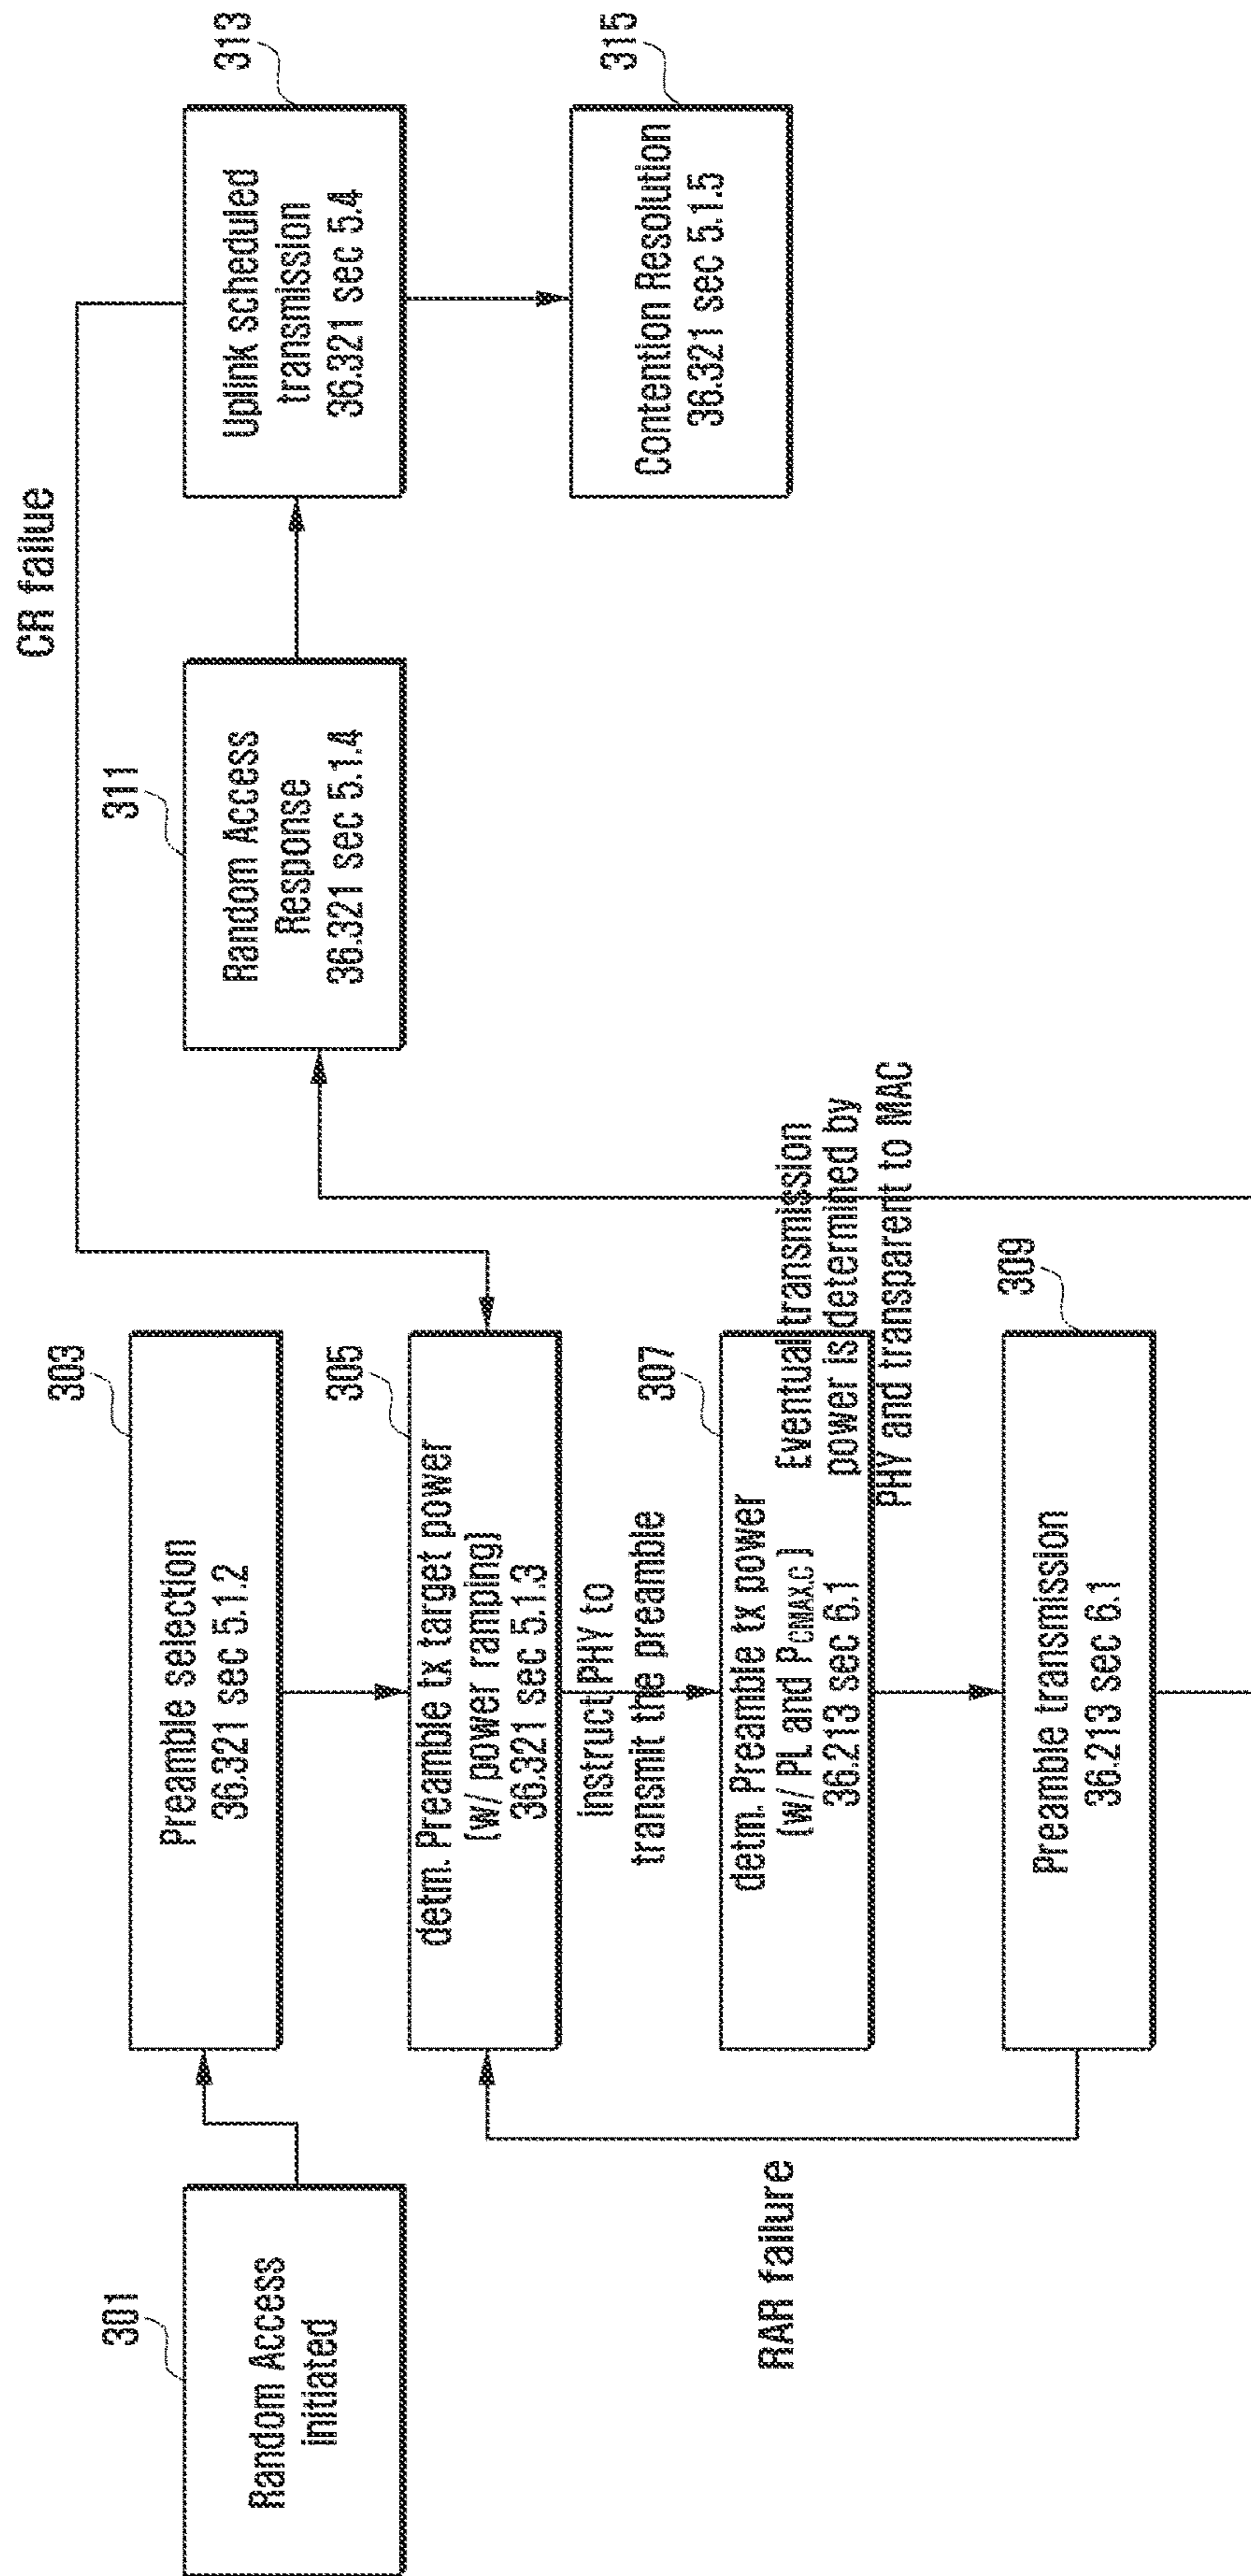 301
Random Access
initiated
303
Preamble selection
36.321 sec 5.1.2
305
detm. Preamble tx target power
(w/ power ramping)
36.321 sec 5.1.3
instruct PHY to
transmit the preamble
307
detm. Preamble tx power
(w/ PL and PCMAX.C)
36.213 sec 6.1
Eventual transmission
power is determined by
PHY and transparent to MAC
309
Preamble transmission
36.213 sec 6.1
RAR failure
311
Random Access
Response
36.321 sec 5.1.4
CR failue
313
Uplink scheduled
transmission
36.321 sec 5.4
315
Contention Resolution
36.321 sec 5.1.5